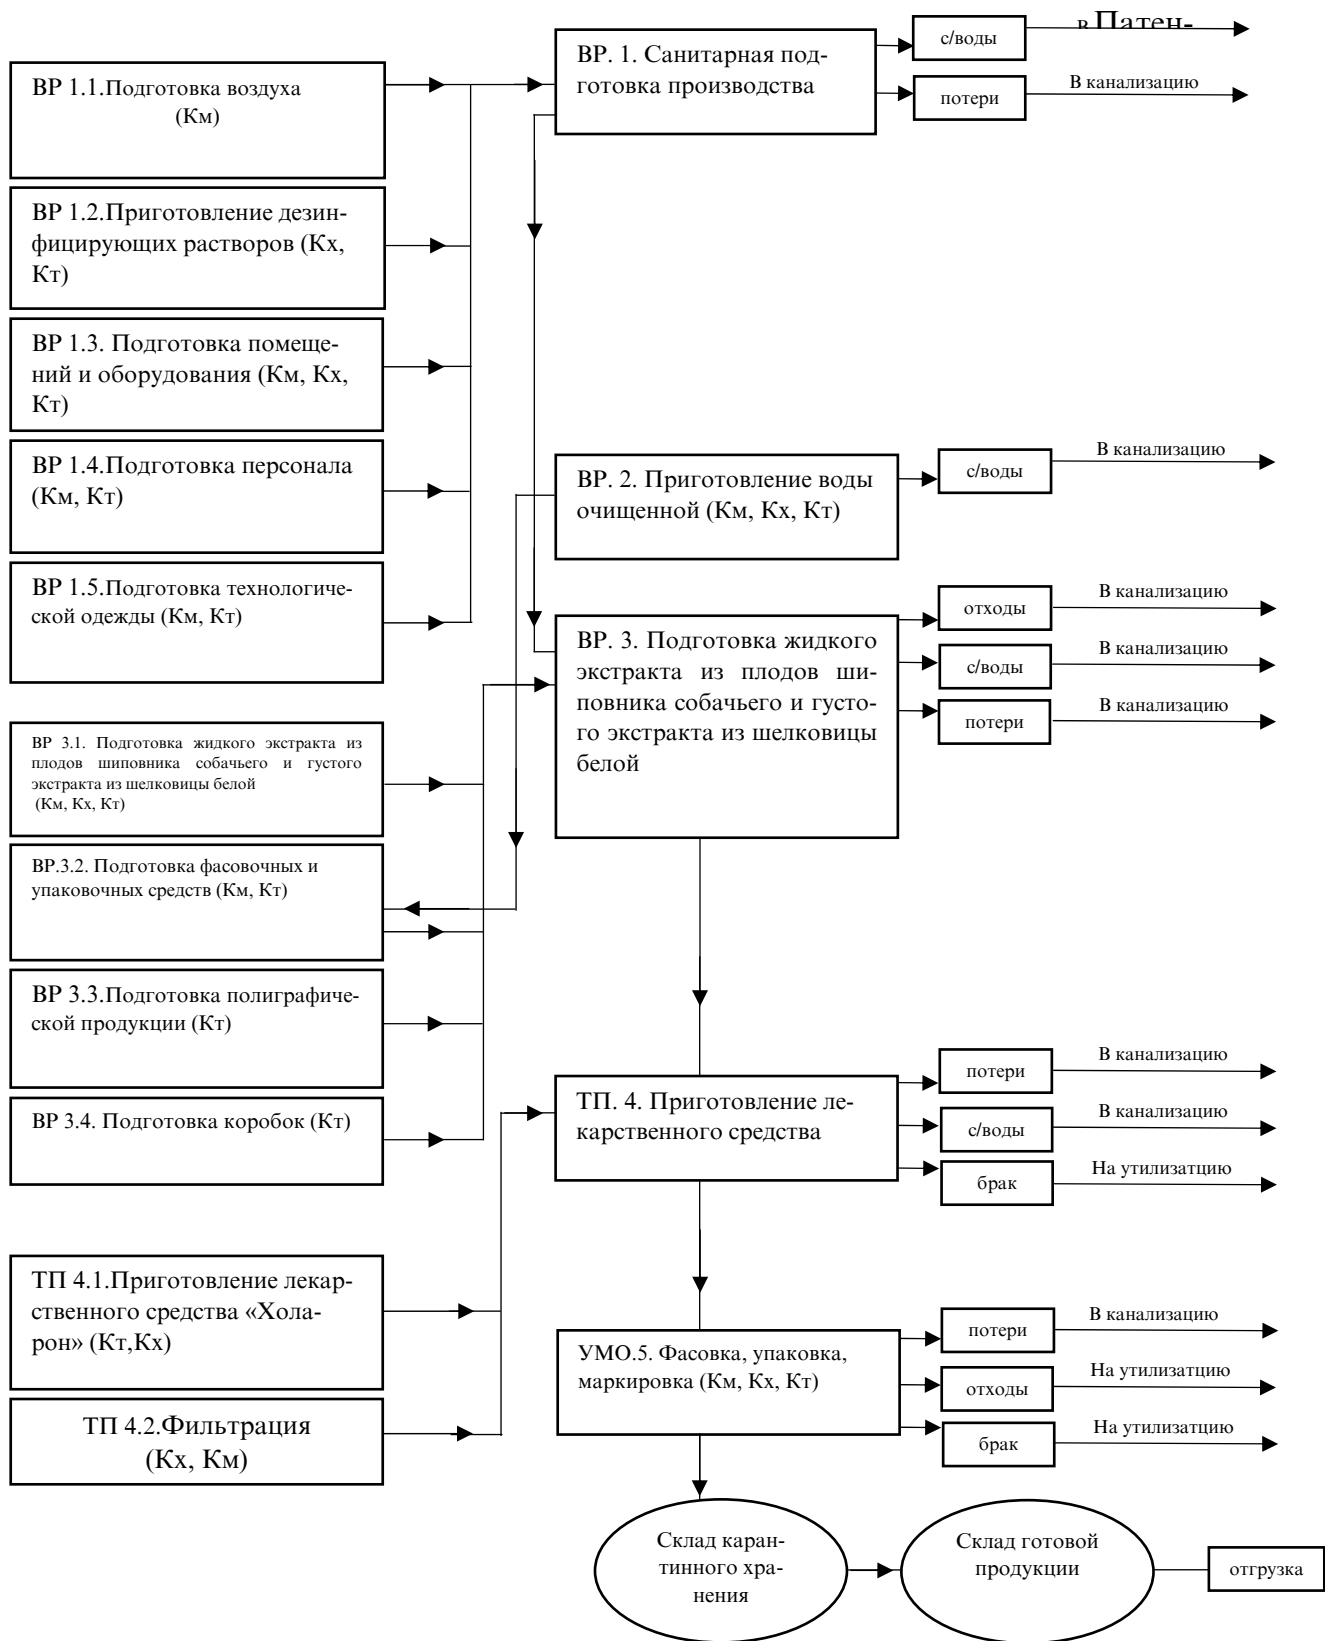 в Патен-
ВР. 1. Санитарная под-
готовка производства
с/воды
потери
В канализацию
ВР 1.1.Подготовка воздуха
(Км)
ВР 1.2.Приготовление дезин-
фицирующих растворов (Кх,
Кт)
ВР 1.3. Подготовка помеще-
ний и оборудования (Км, Кх,
Кт)
ВР 1.4.Подготовка персонала
(Км, Кт)
ВР. 2. Приготовление воды
очищенной (Км, Кх, Кт)
с/воды
В канализацию
ВР 1.5.Подготовка технологиче-
ской одежды (Км, Кт)
ВР. 3. Подготовка жидкого
экстракта из плодов ши-
повника собачьего и густо-
го экстракта из шелковицы
белой
отходы
В канализацию
с/воды
В канализацию
потери
В канализацию
ВР 3.1. Подготовка жидкого экстракта из
плодов шиповника собачьего и густого
экстракта из шелковицы белой
(Км, Кх, Кт)
ВР.3.2. Подготовка фасовочных и
упаковочных средств (Км, Кт)
ВР 3.3.Подготовка полиграфиче-
ской продукции (Кт)
ВР 3.4. Подготовка коробок (Кт)
ТП. 4. Приготовление ле-
карственного средства
потери
В канализацию
с/воды
В канализацию
брак
На утилизатцию
ТП 4.1.Приготовление лекар-
ственного средства «Хола-
рон» (Кт,Кх)
ТП 4.2.Фильтрация
(Кх, Км)
УМО.5. Фасовка, упаковка,
маркировка (Км, Кх, Кт)
потери
В канализацию
отходы
На утилизатцию
брак
На утилизатцию
Склад каран-
тинного хра-
нения
Склад готовой
продукции
отгрузка